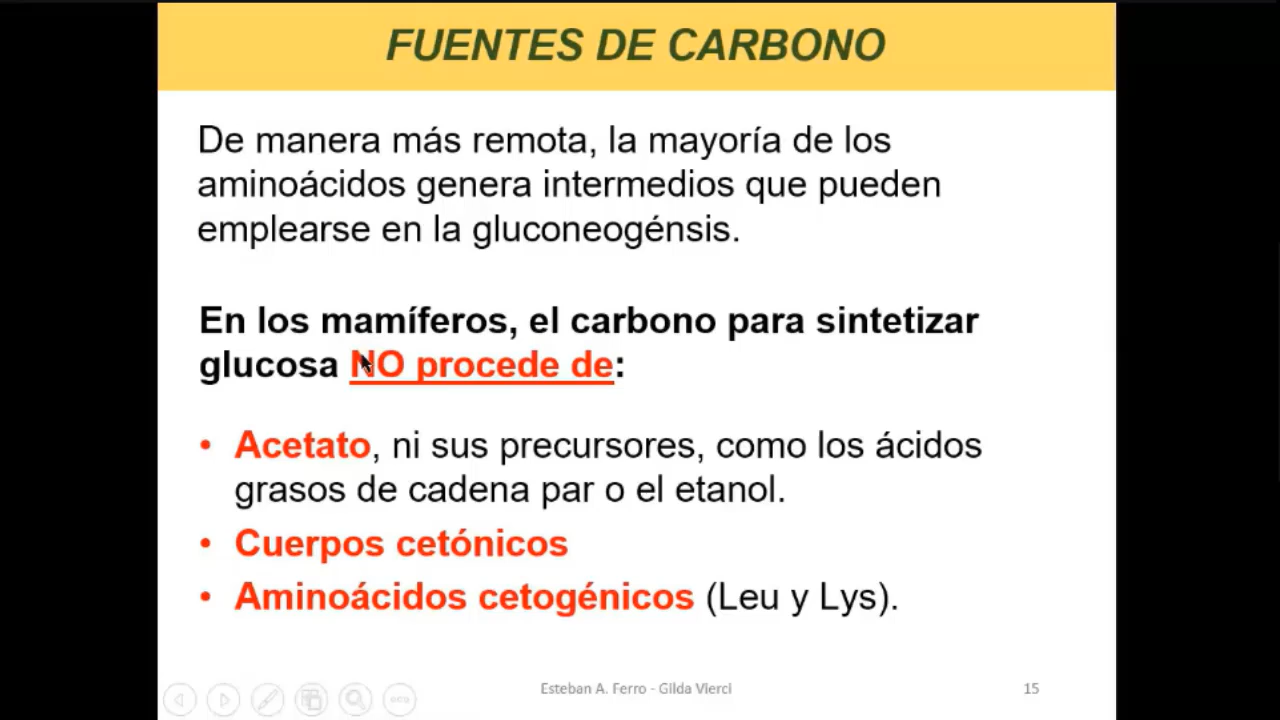 FUENTES DE CARBONO
De manera más remota, la mayoría de los
aminoácidos genera intermedios que pueden
emplearse en la gluconeogénsis.
En los mamíferos, el carbono para sintetizar
glucosa NO procede de:
• Acetato, ni sus precursores, como los ácidos
grasos de cadena par o el etanol.
• Cuerpos cetónicos
• Aminoácidos cetogénicos (Leu y Lys).
Esteban A. Ferro - Gilda Vierci
15